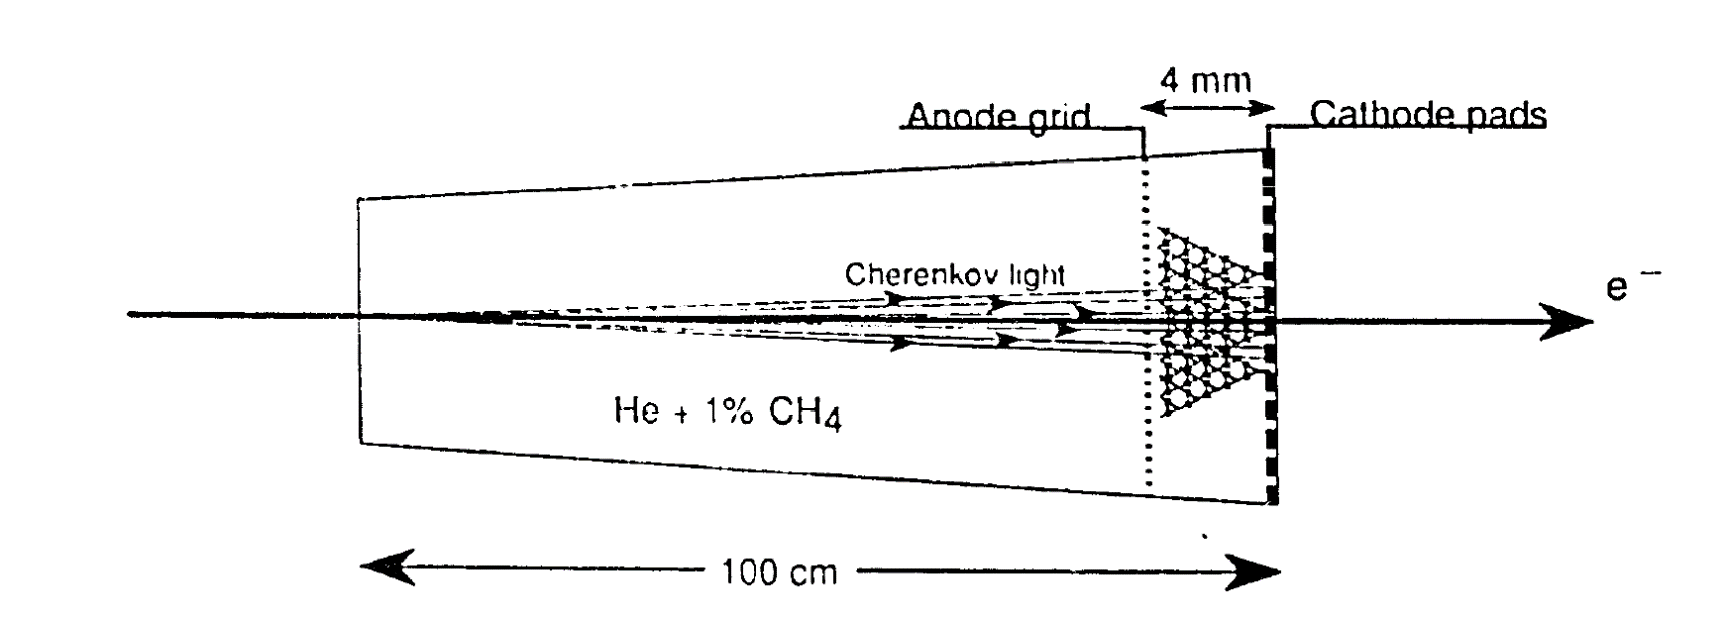 4 mm
Anode grid
Cathode pads
Cherenkov light
e⁻
He + 1% CH₄
100 cm